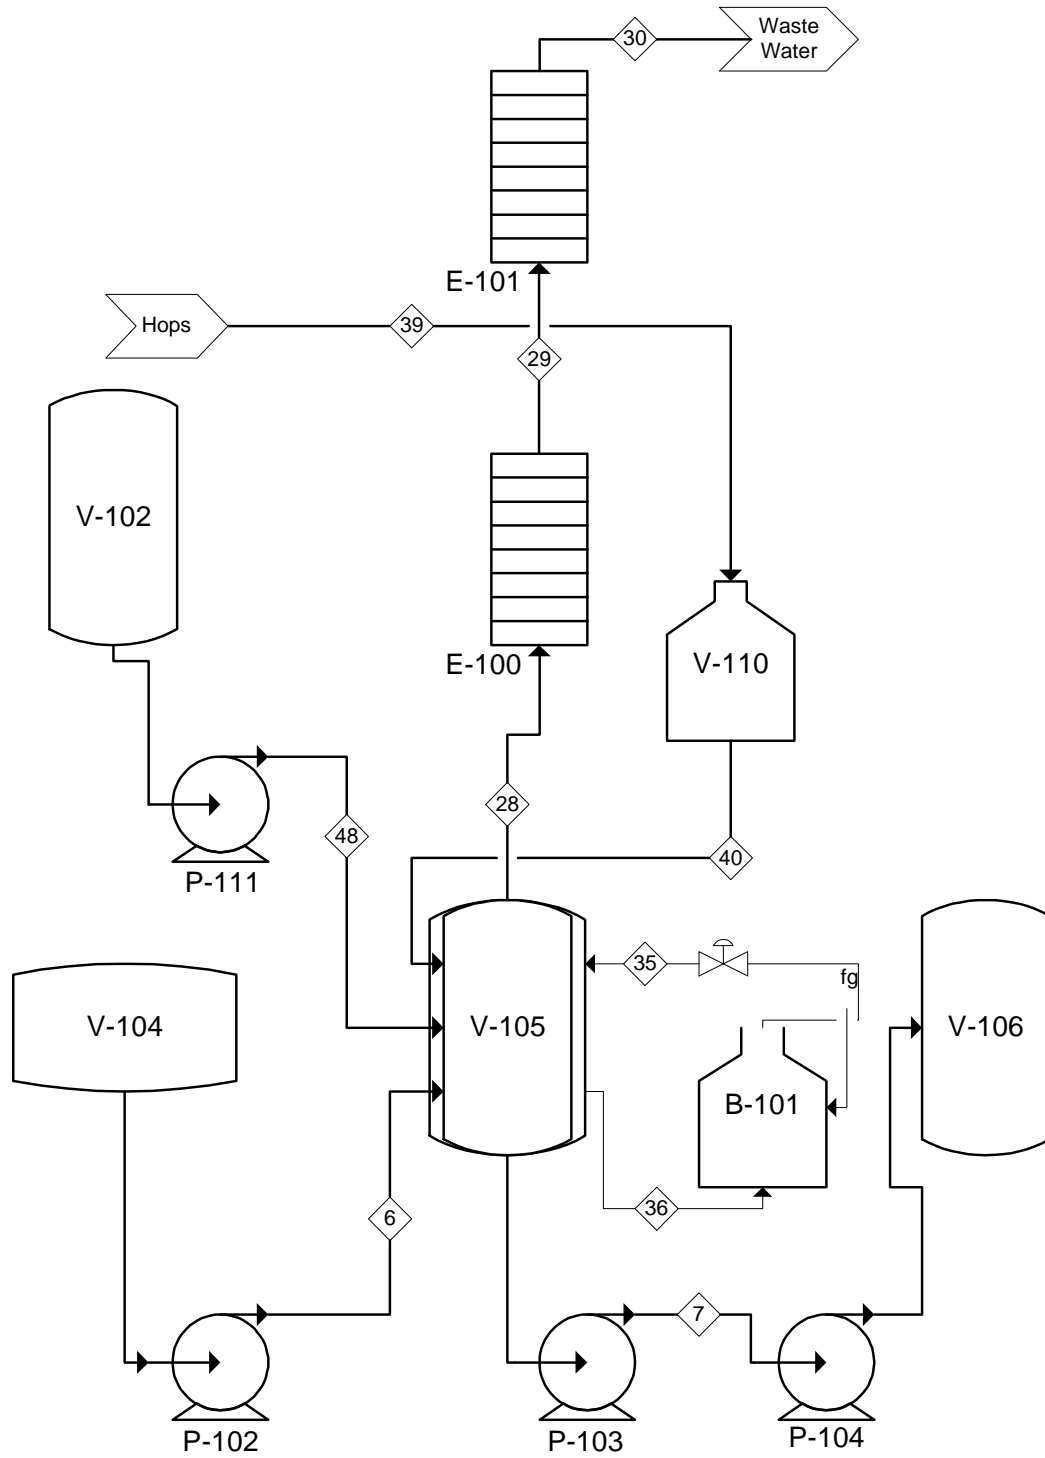 30
Waste
Water
E-101
Hops
39
29
V-102
E-100
V-110
28
48
40
P-111
35
fg
V-104
V-105
V-106
B-101
36
6
7
P-102
P-103
P-104